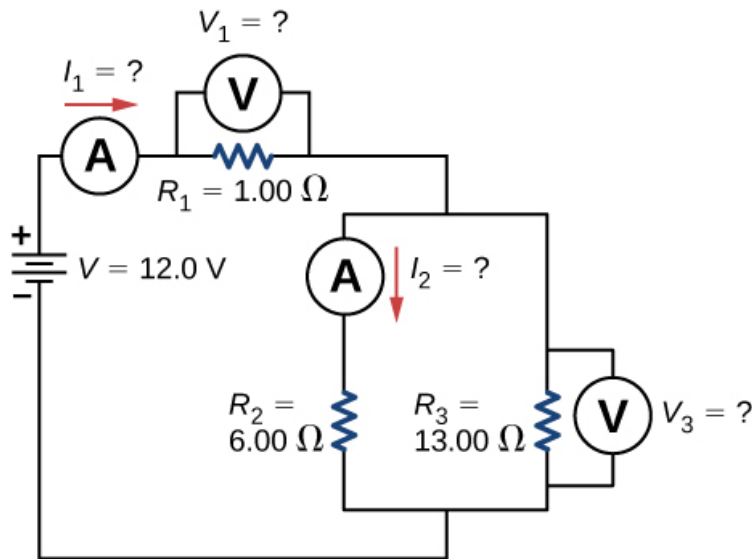 V₁ = ?
I₁ = ?
V
A
R₁ = 1.00 Ω
+
V = 12.0 V
−
A
I₂ = ?
R₂ =
6.00 Ω
R₃ =
13.00 Ω
V
V₃ = ?